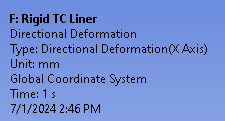 F: Rigid TC Liner
Directional Deformation
Type: Directional Deformation(X Axis)
Unit: mm
Global Coordinate System
Time: 1 s
7/1/2024 2:46 PM